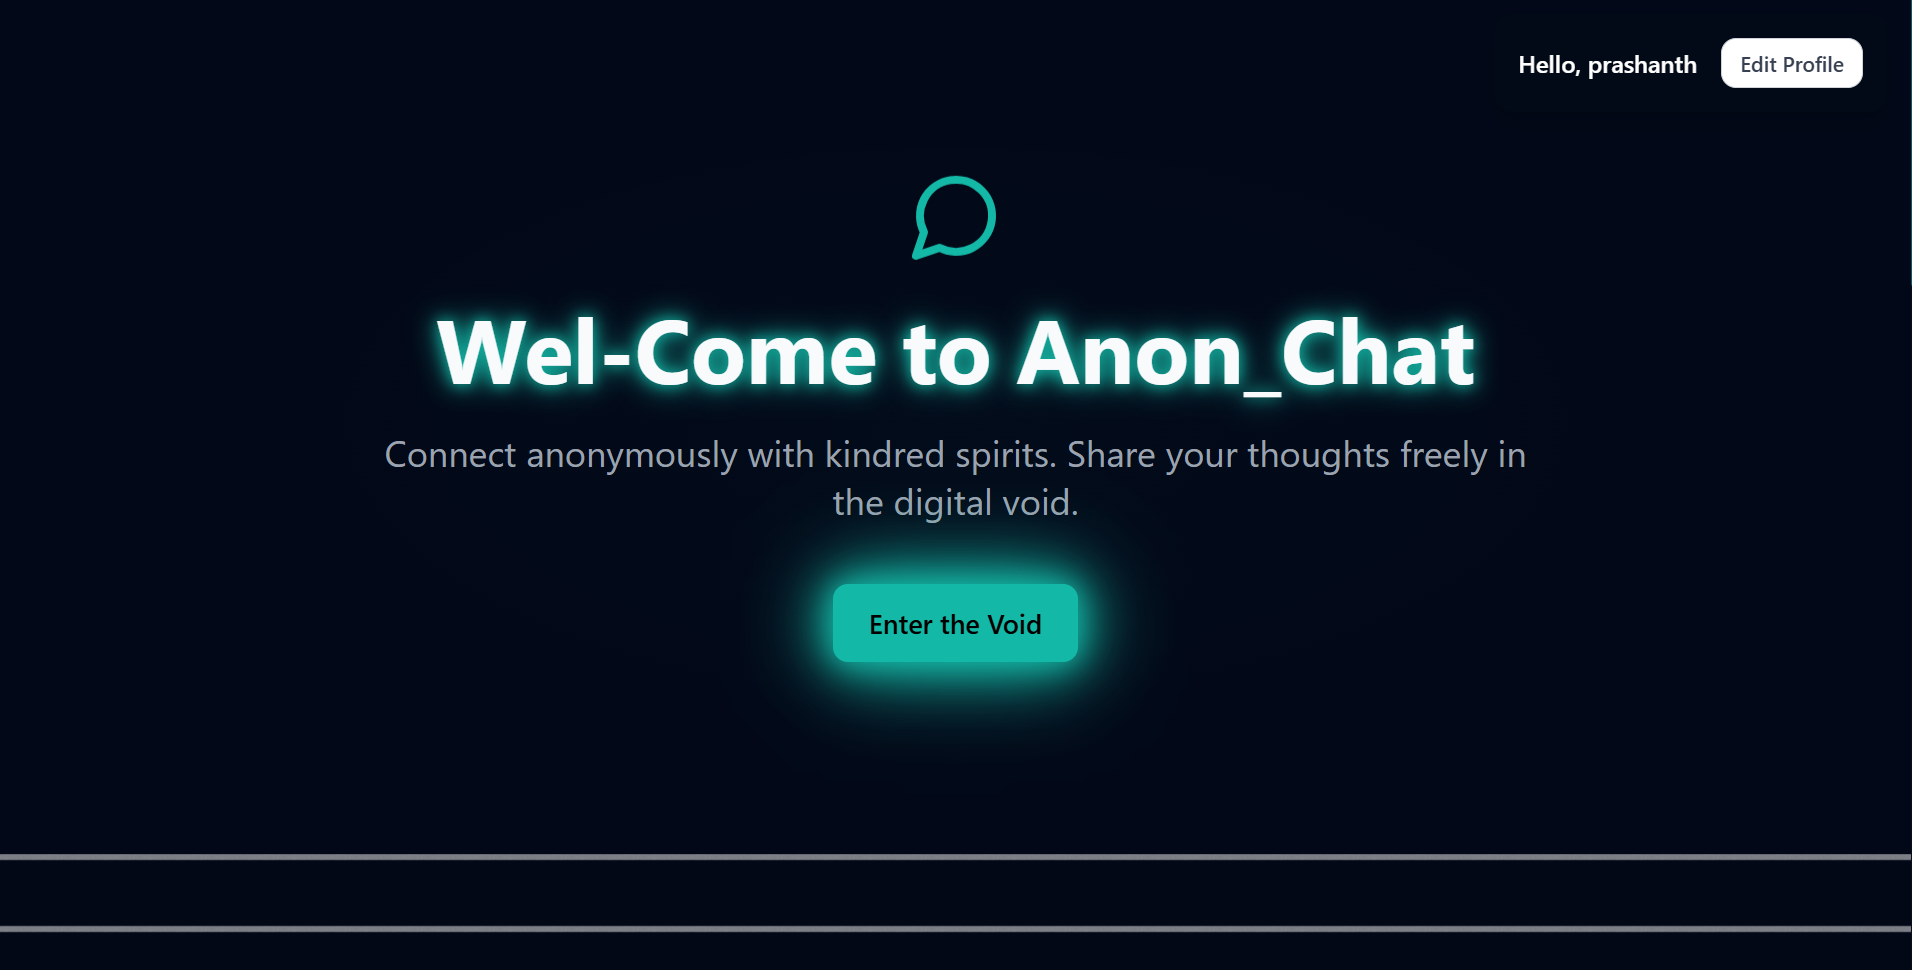 Hello, prashanth
Edit Profile
Wel-Come to Anon_Chat
Connect anonymously with kindred spirits. Share your thoughts freely in
the digital void.
Enter the Void